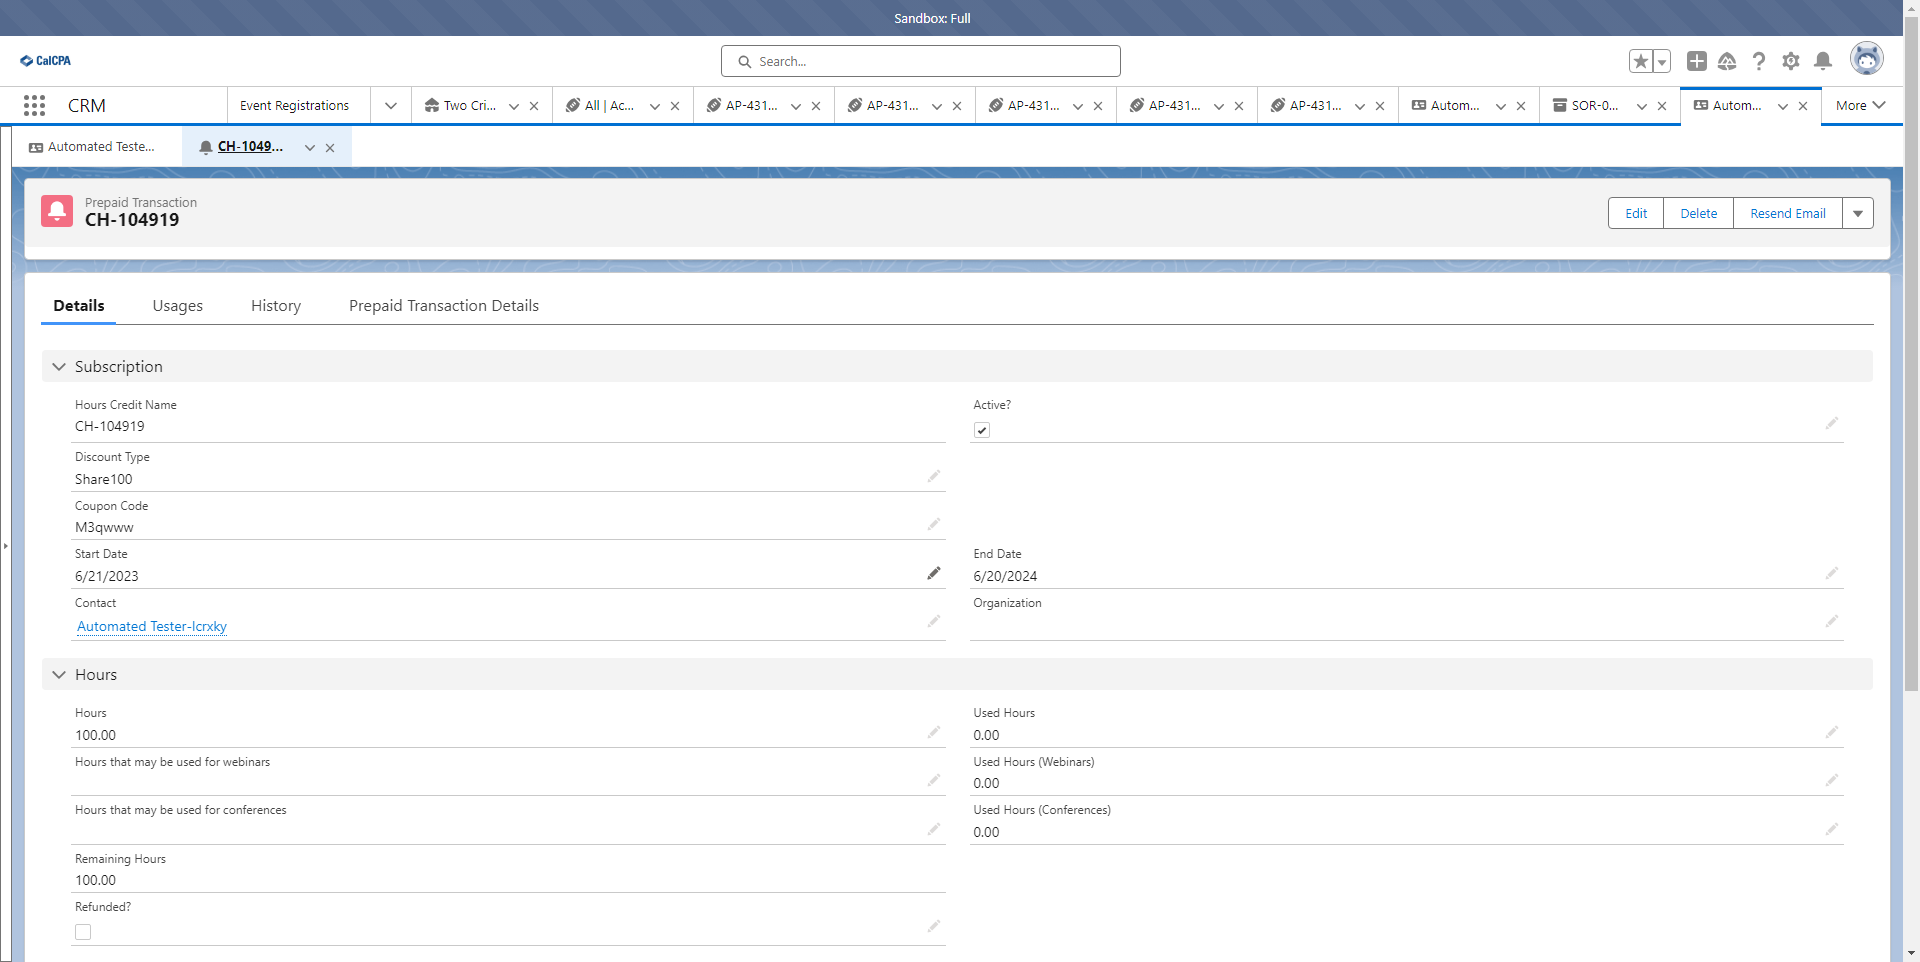 Sandbox: Full
CalCPA
Search...
CRM
Event Registrations
Two Cri...
All | Ac...
AP-431...
AP-431...
AP-431...
AP-431...
AP-431...
Autom...
SOR-0...
Autom...
More
Automated Teste...
CH-1049...
Prepaid Transaction
CH-104919
Edit
Delete
Resend Email
Details
Usages
History
Prepaid Transaction Details
Subscription
Hours Credit Name
CH-104919
Active?
Discount Type
Share100
Coupon Code
M3qwww
Start Date
6/21/2023
End Date
6/20/2024
Contact
Automated Tester-lcrxky
Organization
Hours
Hours
100.00
Used Hours
0.00
Hours that may be used for webinars
Used Hours (Webinars)
0.00
Hours that may be used for conferences
Used Hours (Conferences)
0.00
Remaining Hours
100.00
Refunded?